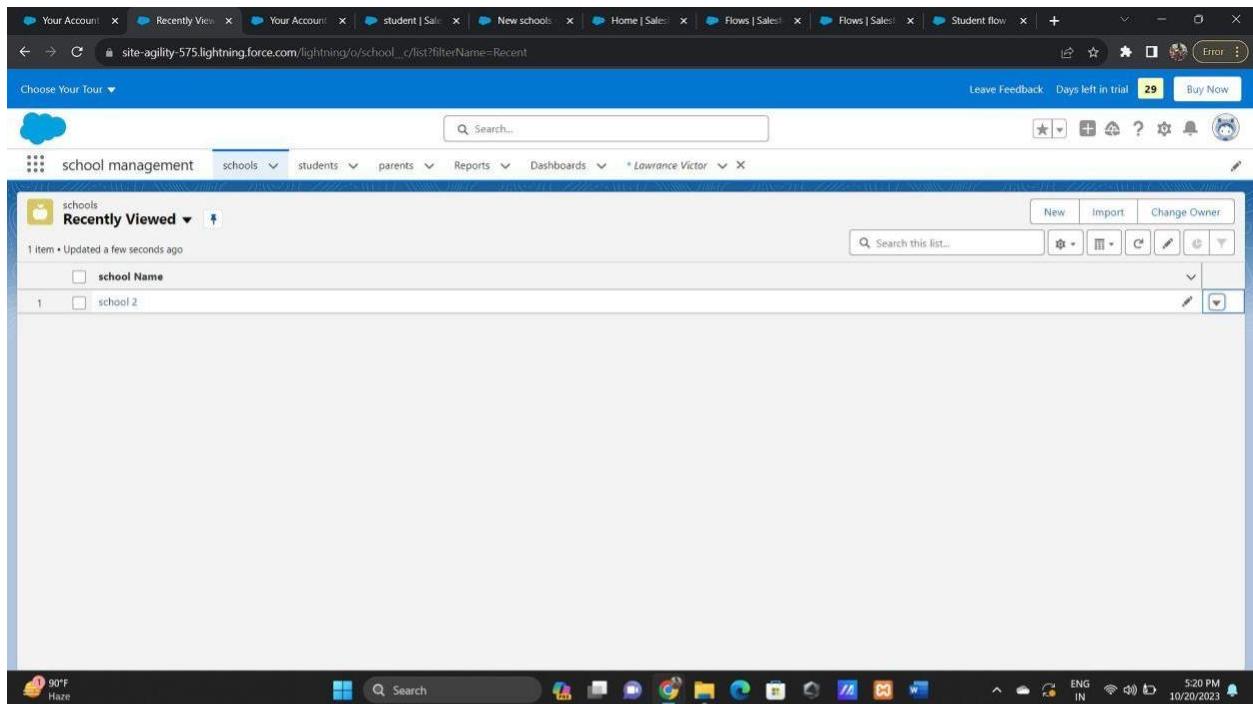 Your Account Recently View Your Account student | Sale New schools Home | Sales Flows | Sales Flows | Sales Student flow
site-agility-575.lightning.force.com/lightning/o/school__c/list?filterName=Recent Error
Choose Your Tour Leave Feedback Days left in trial 29 Buy Now
Search...
school management schools students parents Reports Dashboards * Lawrance Victor
schools
Recently Viewed New Import Change Owner
1 item • Updated a few seconds ago Search this list...
school Name
1 school 2
1 90°F Search ENG 5:20 PM
Haze IN 10/20/2023